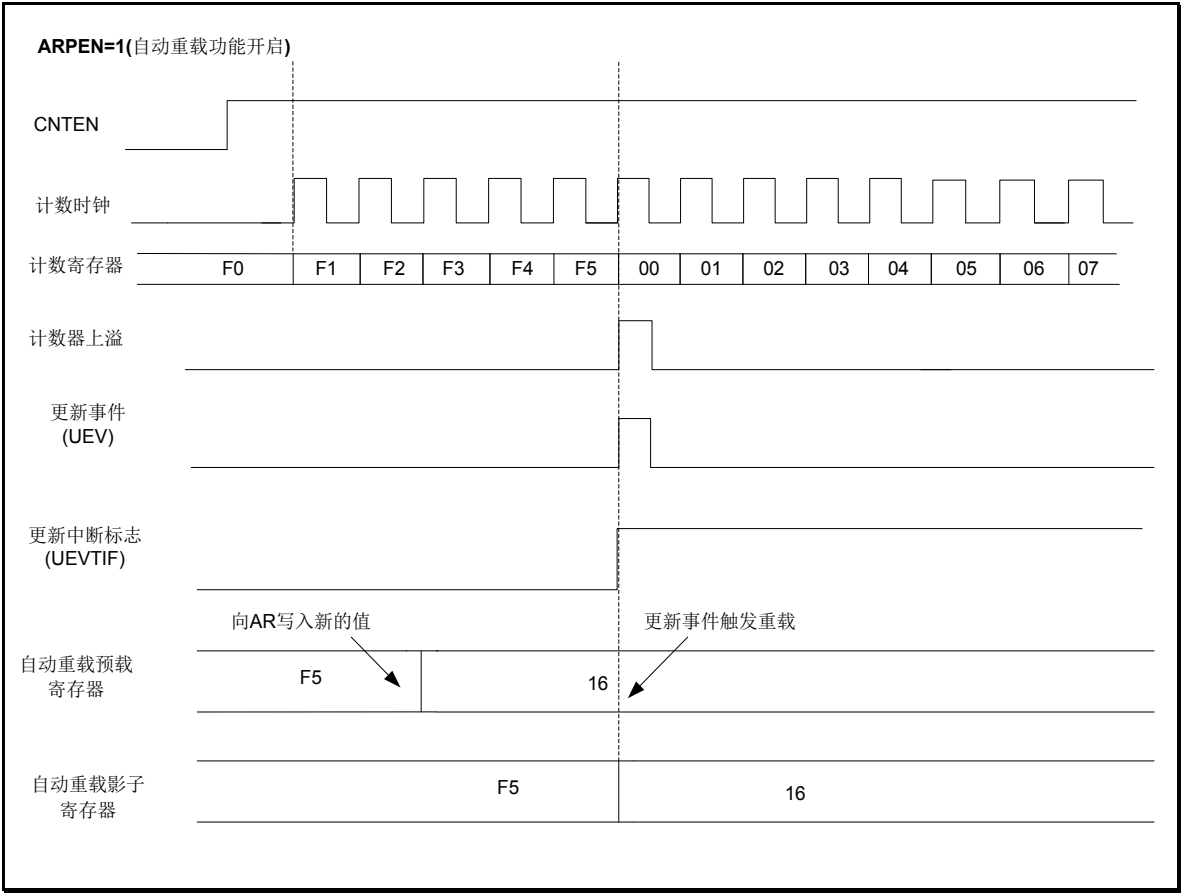 ARPEN=1(自动重载功能开启)
CNTEN
计数时钟
计数寄存器
F0 F1 F2 F3 F4 F5 00 01 02 03 04 05 06 07
计数器上溢
更新事件
(UEV)
更新中断标志
(UEVTIF)
向AR写入新的值
更新事件触发重载
自动重载预载
寄存器
F5
16
自动重载影子
寄存器
F5
16